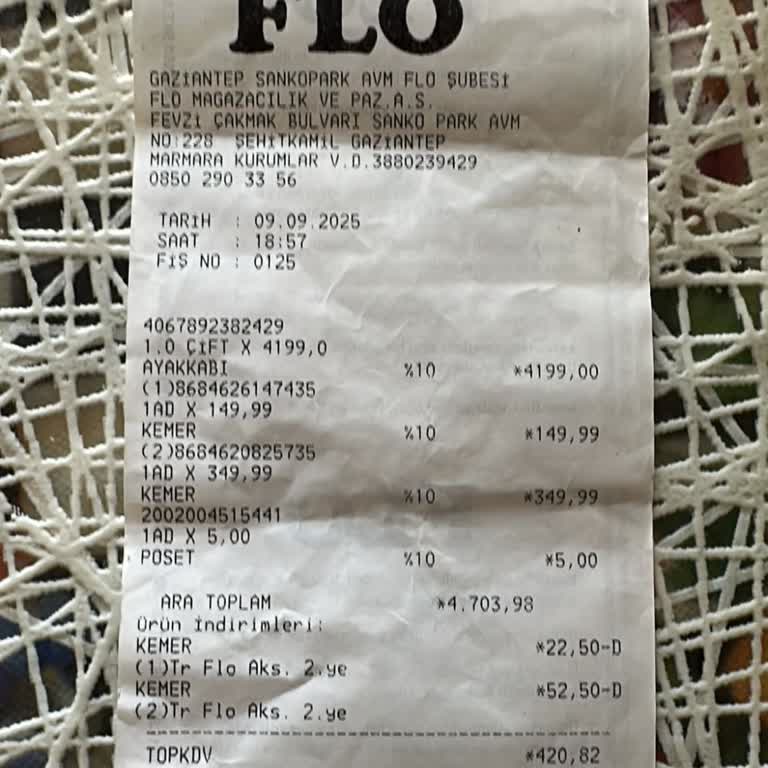 FLO
GAZİANTEP SANKOPARK AVM FLO ŞUBESİ
FLO MAGAZACILIK VE PAZ.A.S.
FEVZİ ÇAKMAK BULVARI SANKO PARK AVM
NO:228 ŞEHİTKAMİL GAZİANTEP
MARMARA KURUMLAR V.D.3880239429
0850 290 33 56
TARİH : 09.09.2025
SAAT : 18:57
FİŞ NO : 0125
4067892382429
1.0 ÇİFT X 4199,0
AYAKKABI %10 *4199,00
(1)8684626147435
1AD X 149,99
KEMER %10 *149,99
(2)8684620825735
1AD X 349,99
KEMER %10 *349,99
2002004515441
1AD X 5,00
POSET %10 *5,00
ARA TOPLAM *4.703,98
Ürün İndirimleri:
KEMER *22,50-D
(1)Tr Flo Aks. 2.ye
KEMER *52,50-D
(2)Tr Flo Aks. 2.ye
TOPKDV *420,82